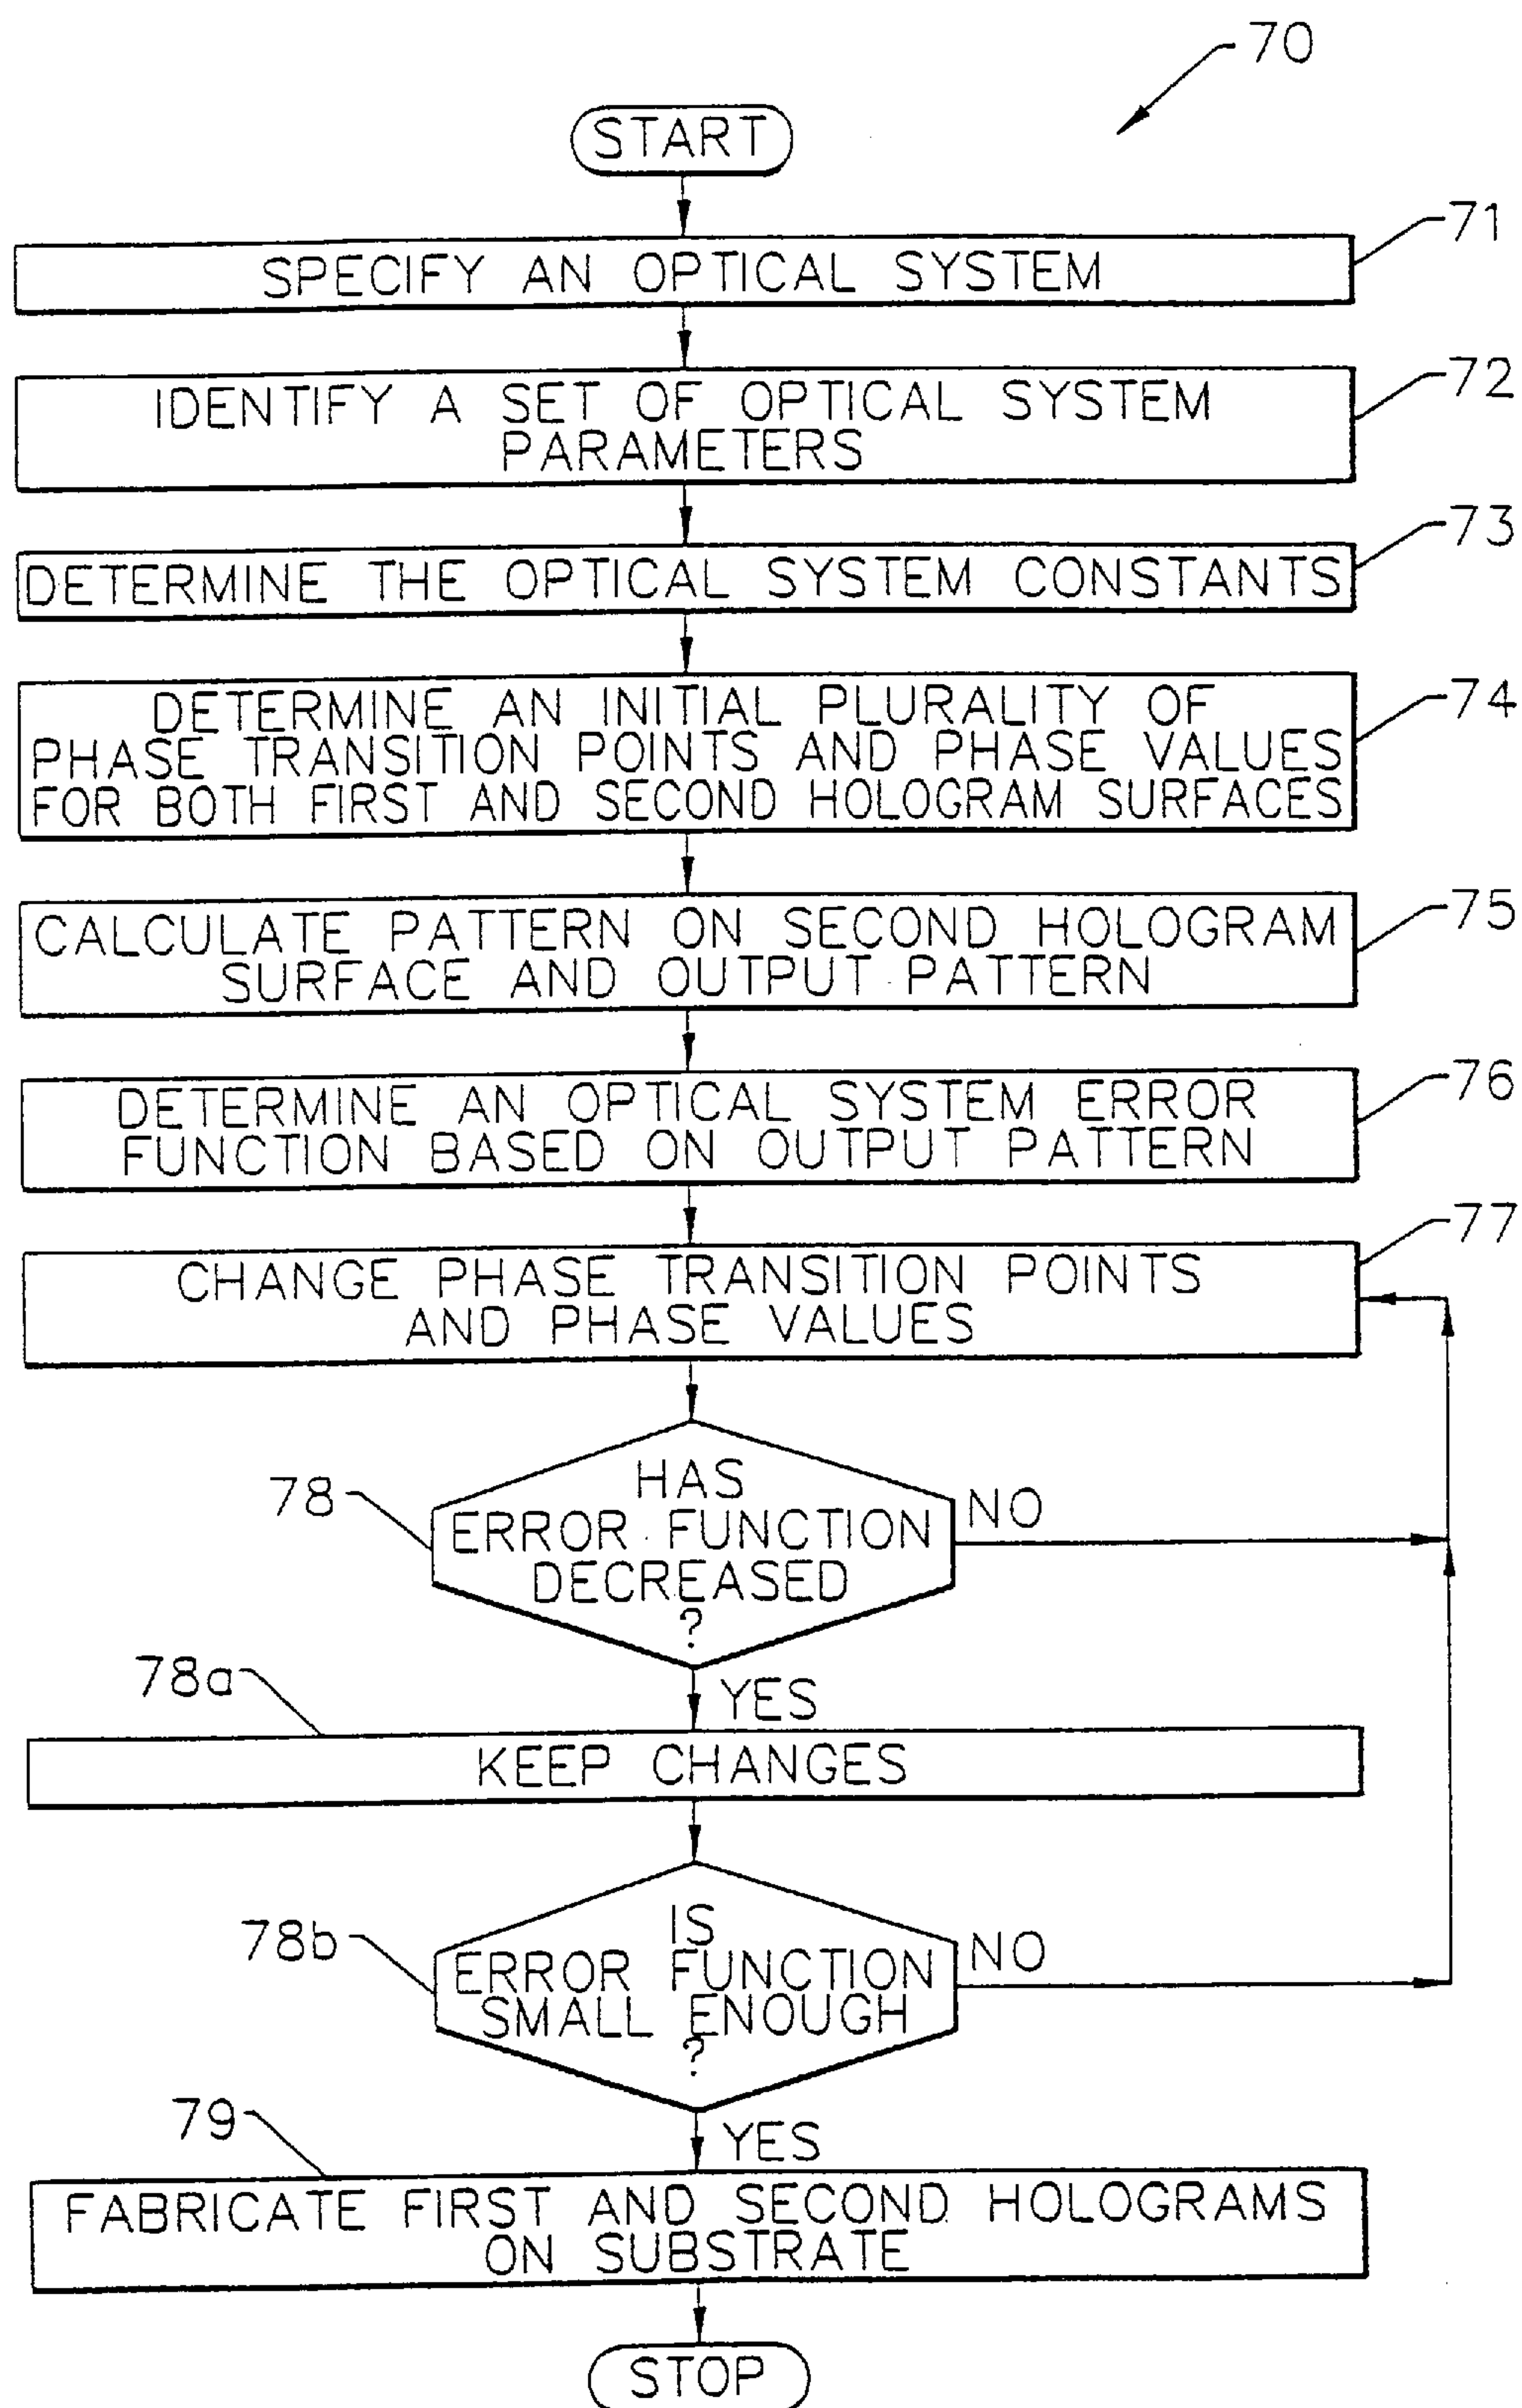 70
START
71
SPECIFY AN OPTICAL SYSTEM
72
IDENTIFY A SET OF OPTICAL SYSTEM
PARAMETERS
73
DETERMINE THE OPTICAL SYSTEM CONSTANTS
74
DETERMINE AN INITIAL PLURALITY OF
PHASE TRANSITION POINTS AND PHASE VALUES
FOR BOTH FIRST AND SECOND HOLOGRAM SURFACES
75
CALCULATE PATTERN ON SECOND HOLOGRAM
SURFACE AND OUTPUT PATTERN
76
DETERMINE AN OPTICAL SYSTEM ERROR
FUNCTION BASED ON OUTPUT PATTERN
77
CHANGE PHASE TRANSITION POINTS
AND PHASE VALUES
78
HAS
ERROR FUNCTION
DECREASED
?
NO
YES
78a
KEEP CHANGES
78b
IS
ERROR FUNCTION
SMALL ENOUGH
?
NO
YES
79
FABRICATE FIRST AND SECOND HOLOGRAMS
ON SUBSTRATE
STOP